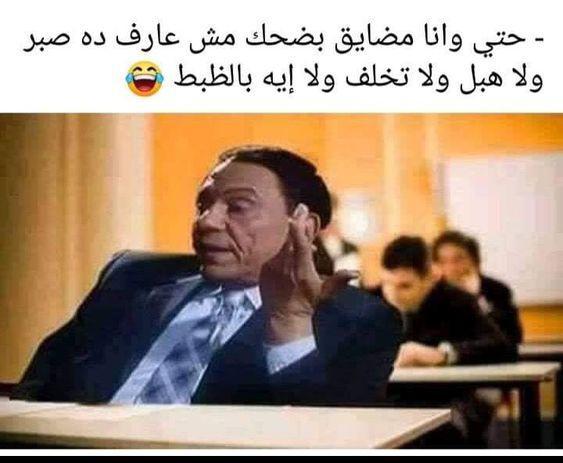 - حتي وانا مضايق بضحك مش عارف ده صبر
ولا هبل ولا تخلف ولا إيه بالظبط 😂